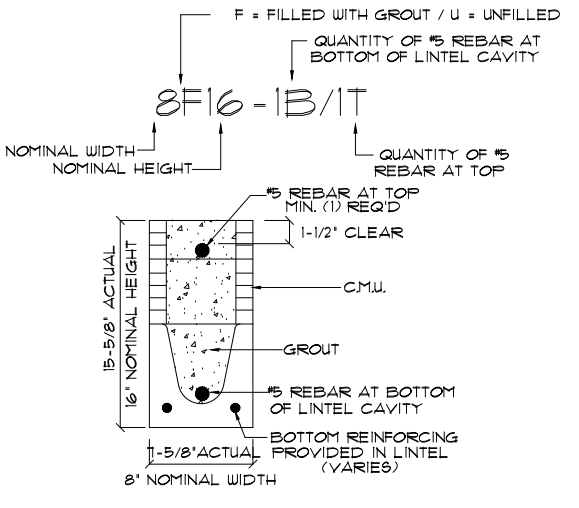 F = FILLED WITH GROUT / U = UNFILLED
QUANTITY OF #5 REBAR AT
BOTTOM OF LINTEL CAVITY
8F16 - 1B/1T
NOMINAL WIDTH
NOMINAL HEIGHT
QUANTITY OF #5
REBAR AT TOP
#5 REBAR AT TOP
MIN. (1) REQ'D
1-1/2" CLEAR
15-5/8" ACTUAL
16" NOMINAL HEIGHT
C.M.U.
GROUT
#5 REBAR AT BOTTOM
OF LINTEL CAVITY
BOTTOM REINFORCING
PROVIDED IN LINTEL
(VARIES)
7-5/8" ACTUAL
8" NOMINAL WIDTH